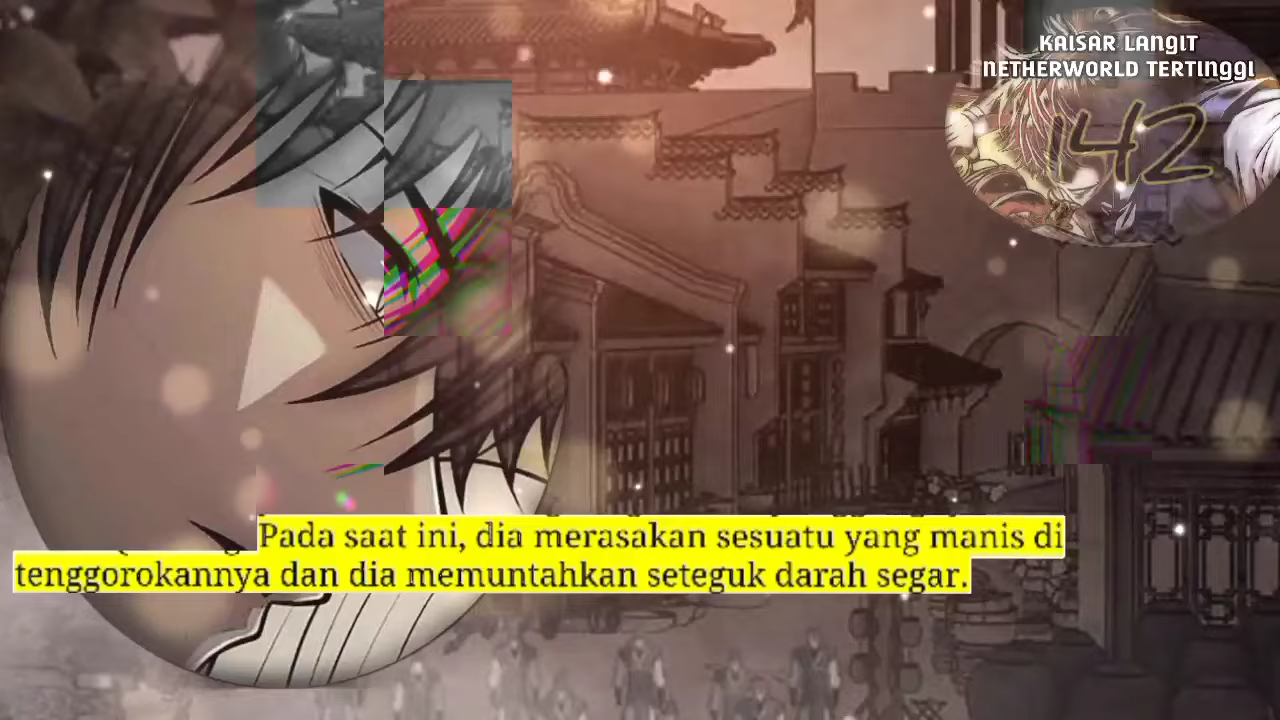 KAISAR LANGIT
NETHERWORLD TERTINGGI
142
Pada saat ini, dia merasakan sesuatu yang manis di
tenggorokannya dan dia memuntahkan seteguk darah segar.